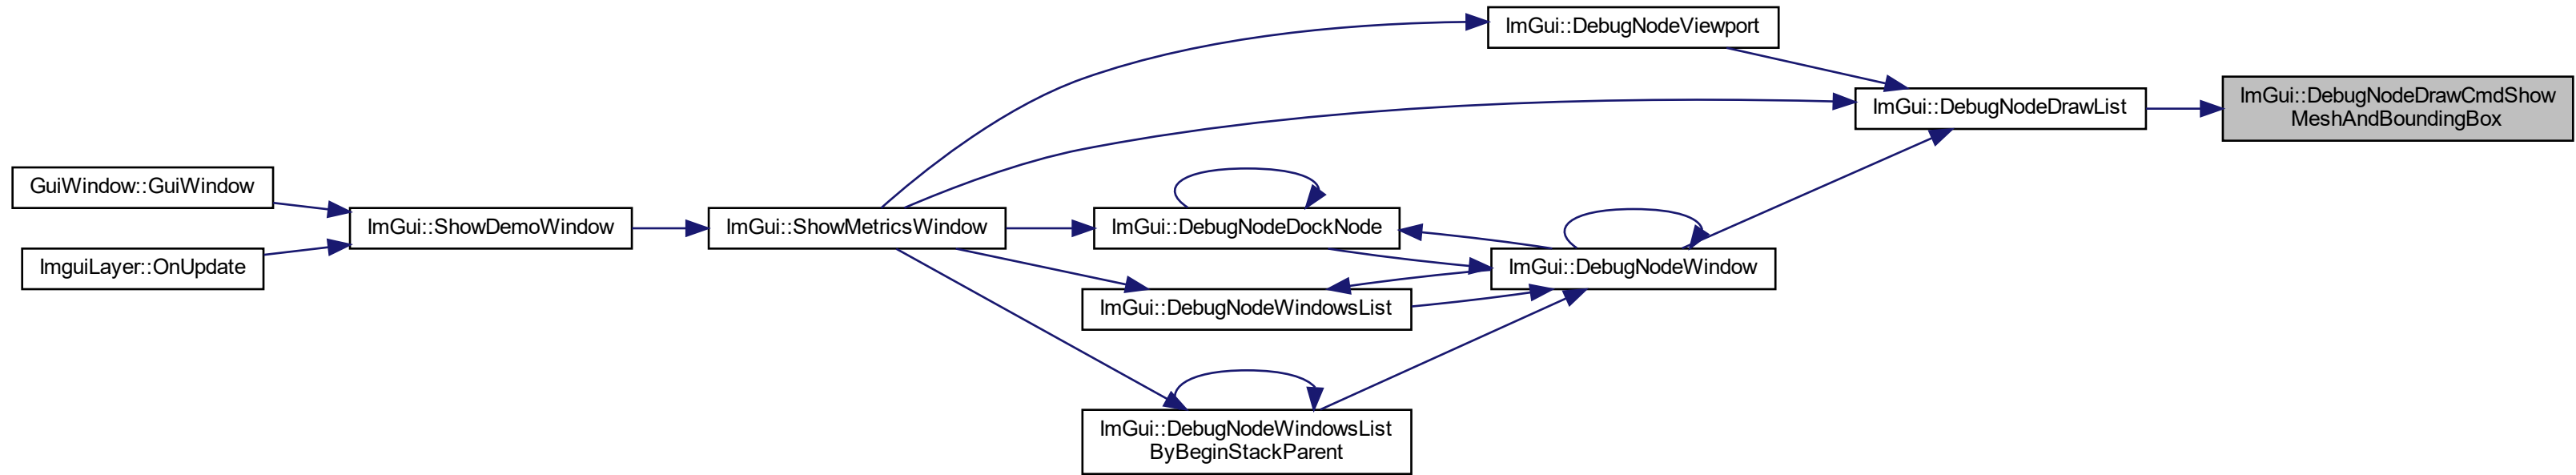 ImGui::DebugNodeViewport
ImGui::DebugNodeDrawCmdShow
MeshAndBoundingBox
ImGui::DebugNodeDrawList
GuiWindow::GuiWindow
ImGui::ShowDemoWindow
ImGui::ShowMetricsWindow
ImGui::DebugNodeDockNode
ImguiLayer::OnUpdate
ImGui::DebugNodeWindow
ImGui::DebugNodeWindowsList
ImGui::DebugNodeWindowsList
ByBeginStackParent